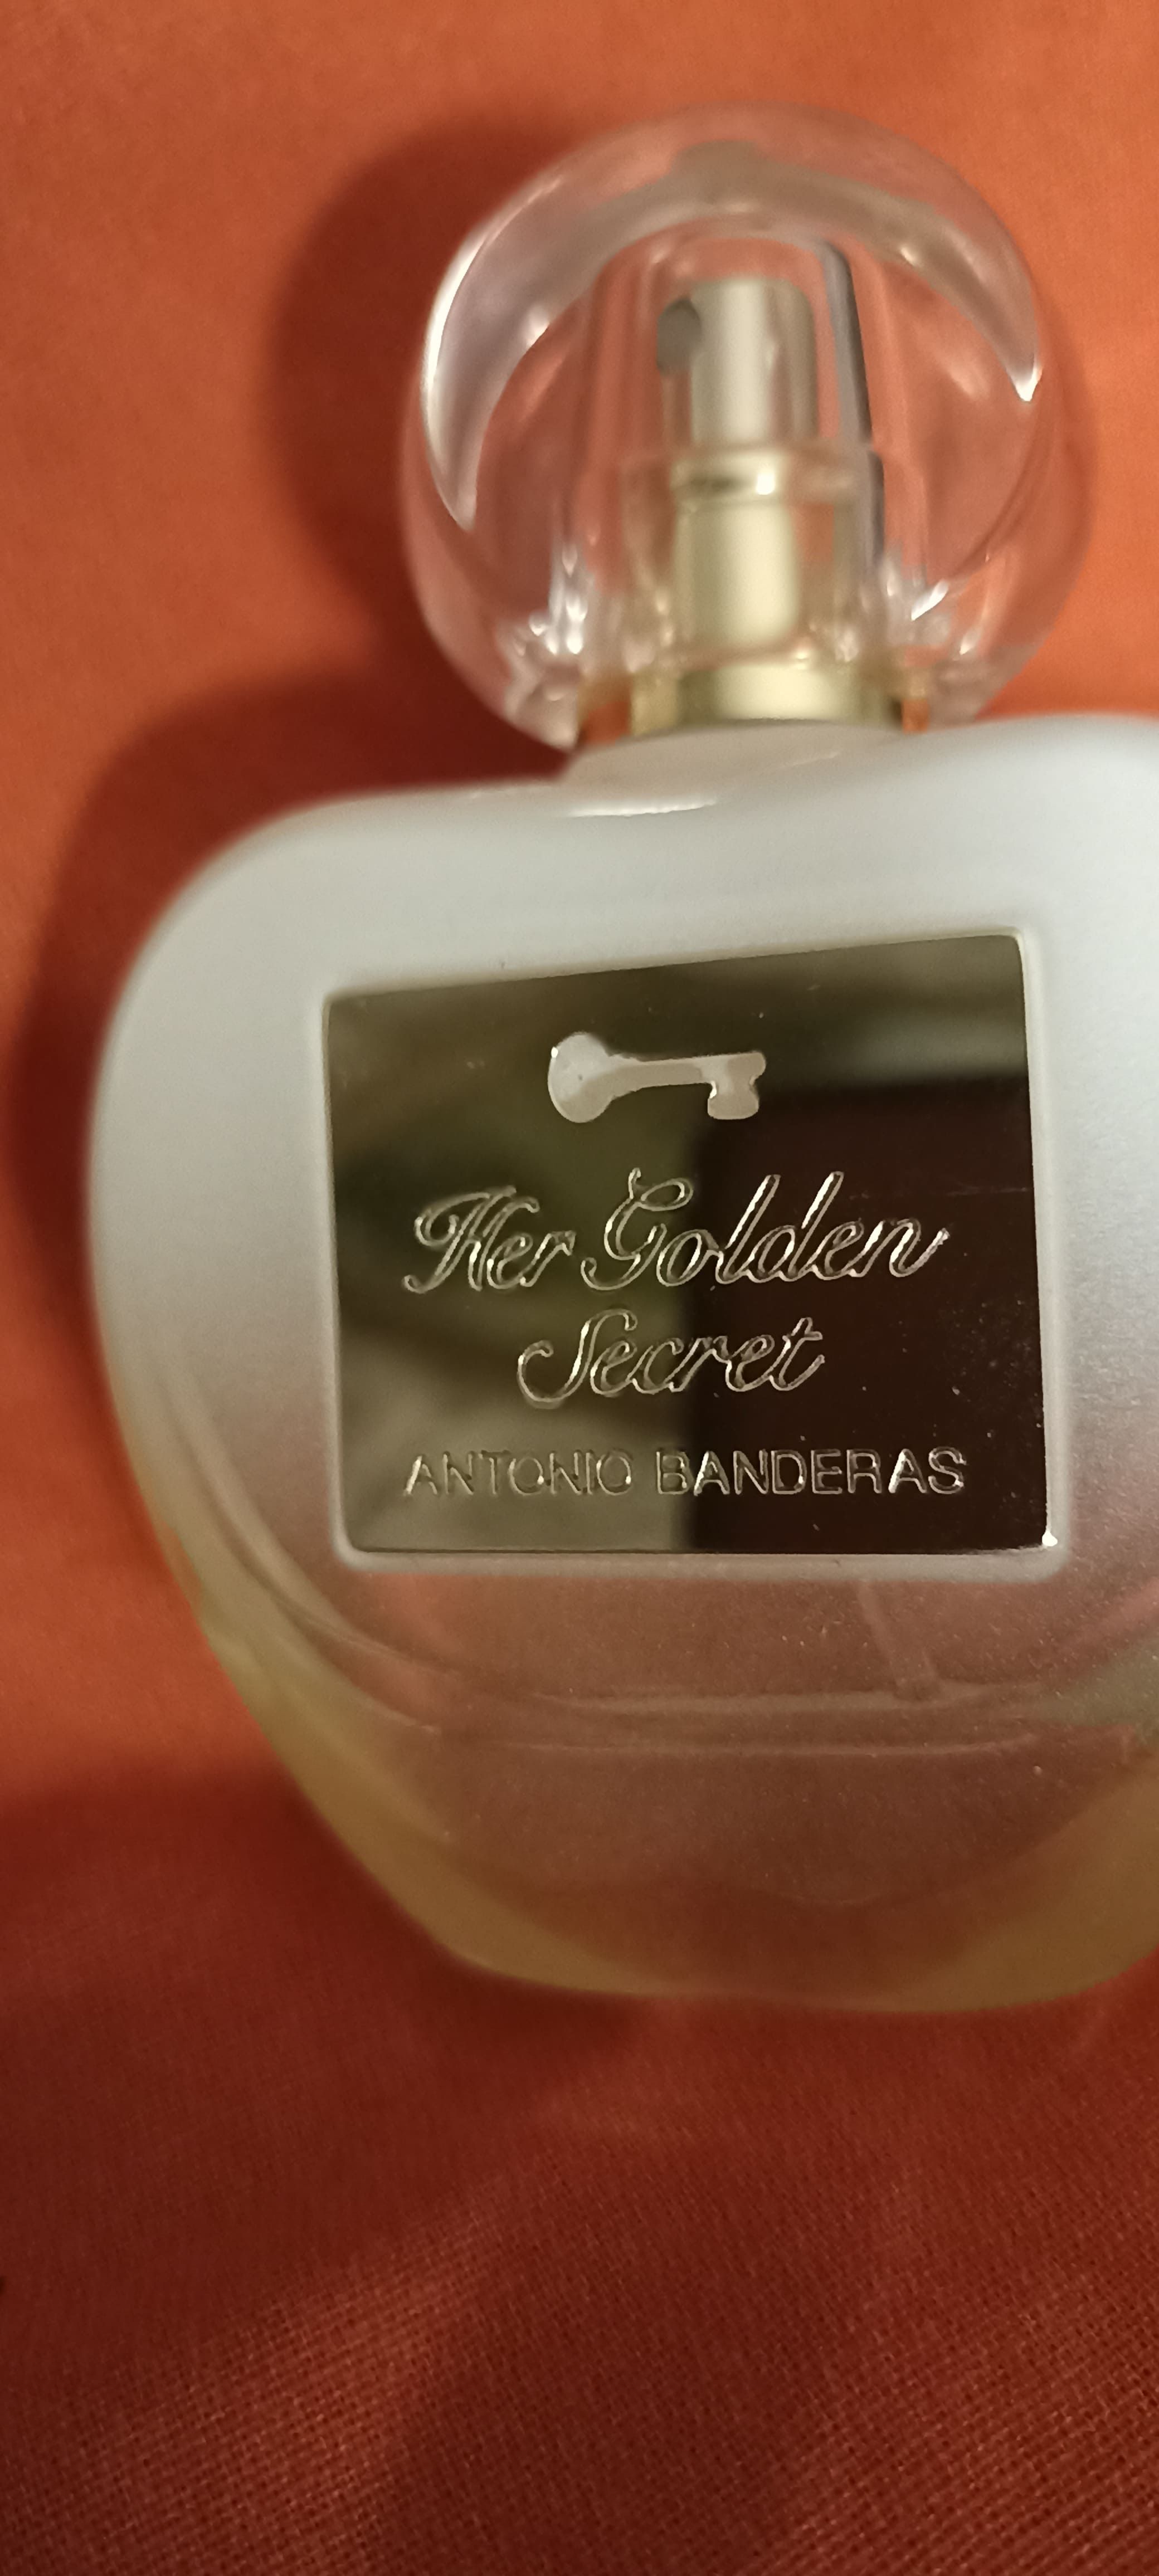 Her Golden
Secret
ANTONIO BANDERAS